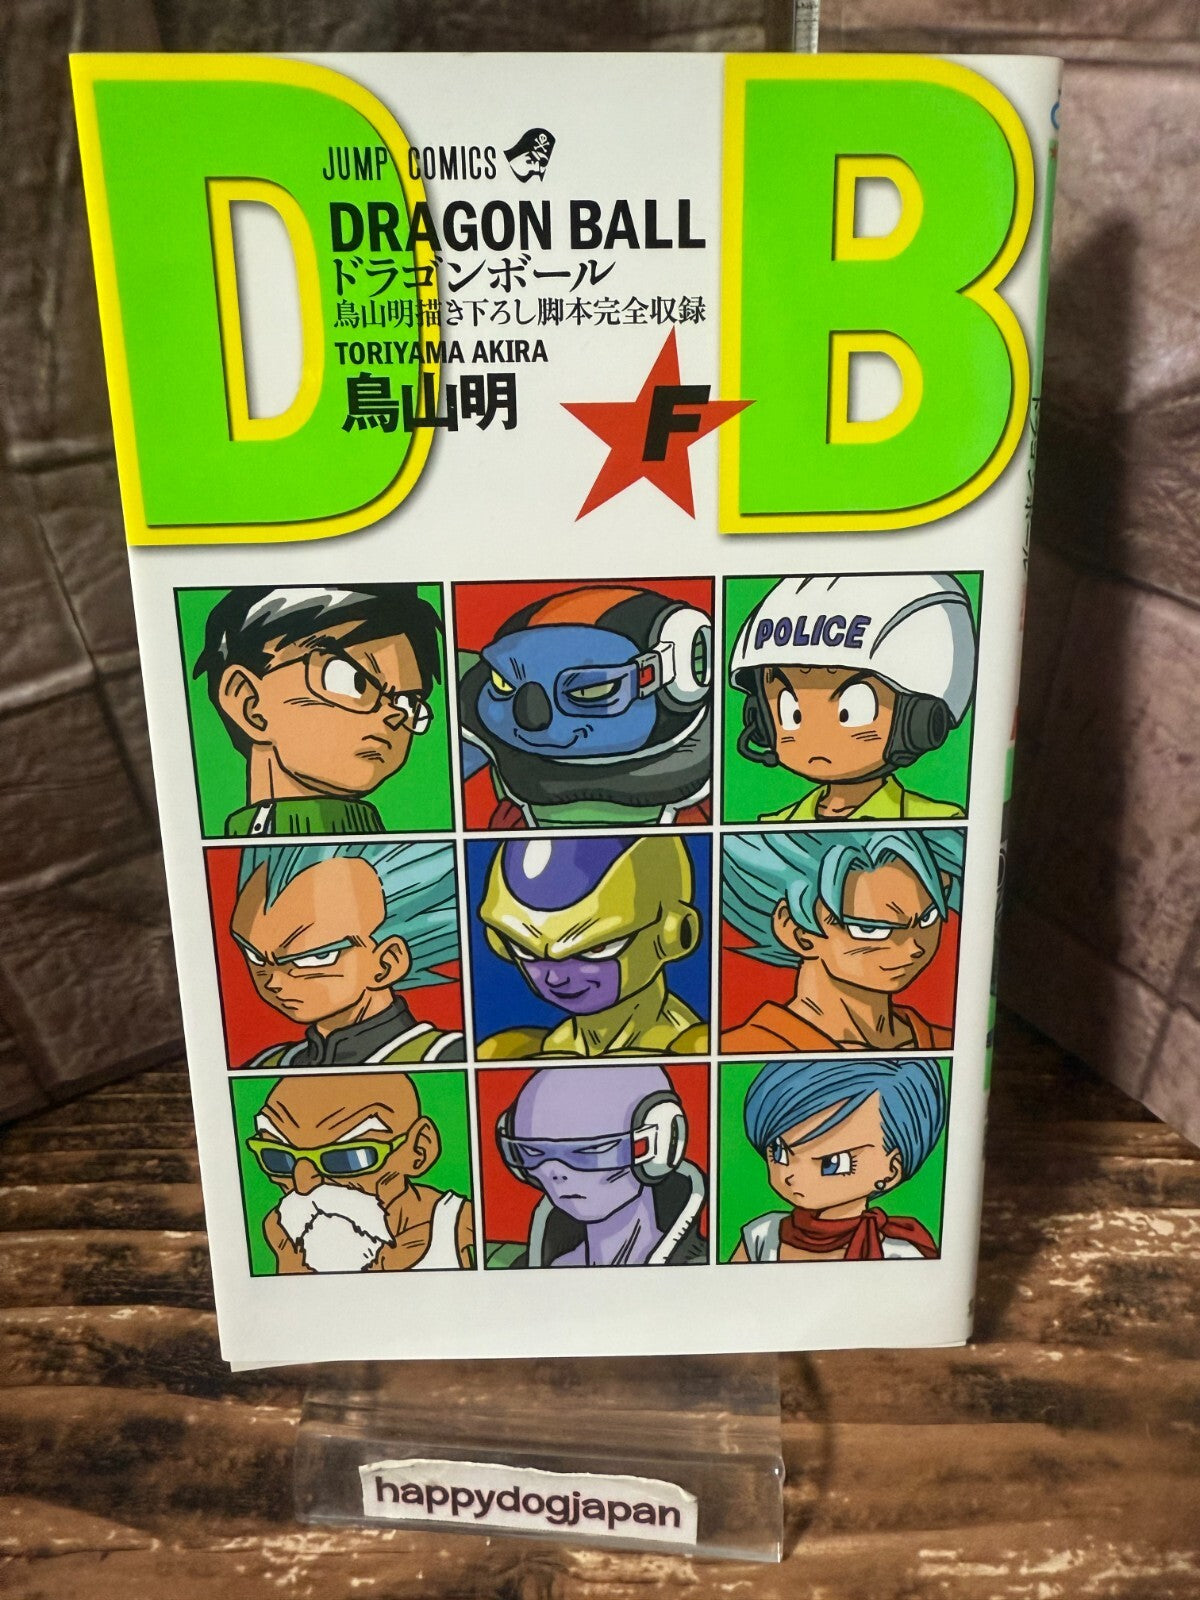 D B
JUMP COMICS
DRAGON BALL
ドラゴンボール
鳥山明描き下ろし脚本完全収録
TORIYAMA AKIRA
鳥山明
F
POLICE
happydogjapan